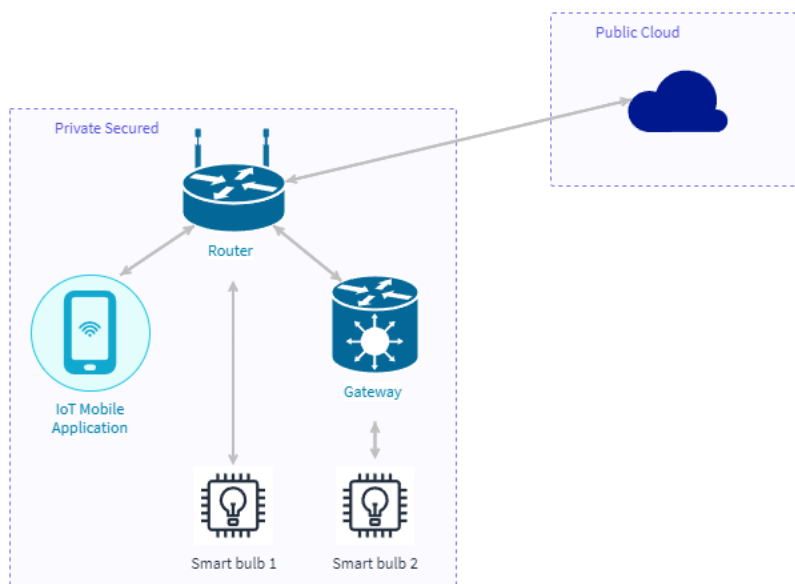 Public Cloud
Private Secured
Router
Gateway
IoT Mobile
Application
Smart bulb 1
Smart bulb 2